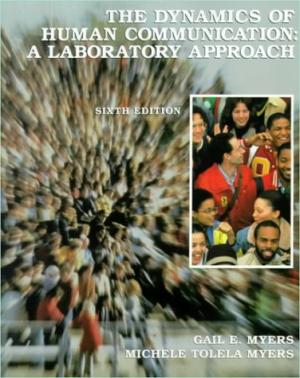 THE DYNAMICS OF
HUMAN COMMUNICATION:
A LABORATORY APPROACH
SIXTH EDITION
GAIL E. MYERS
MICHELE TOLELA MYERS